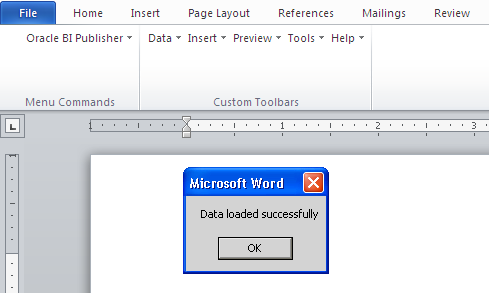 File Home Insert Page Layout References Mailings Review
Oracle BI Publisher Data Insert Preview Tools Help
Menu Commands Custom Toolbars
L 1 1 2 3
Microsoft Word
Data loaded successfully
OK